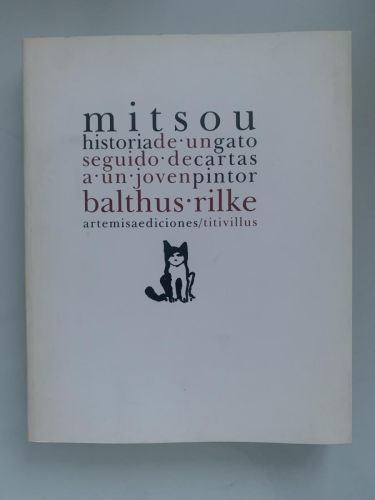 mitsou
historiade·ungato
seguido·decartas
a·un·jovenpintor
balthus·rilke
artemisaediciones/titivillus